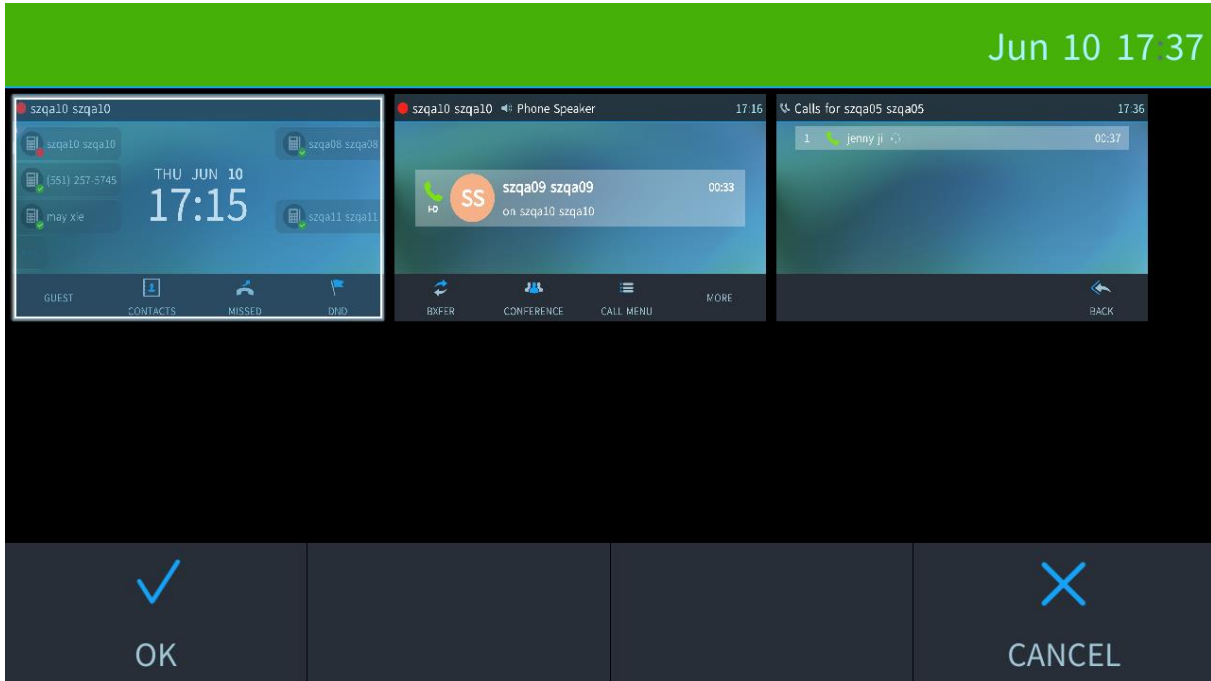 Jun 10 17:37
szqa10 szqa10
szqa10 szqa10
szqa08 szqa08
(551) 257-5745
THU JUN 10
17:15
may xie
szqa11 szqa11
GUEST
CONTACTS
MISSED
DND
szqa10 szqa10 Phone Speaker 17:16
HD
SS
szqa09 szqa09
on szqa10 szqa10
00:33
BXFER
CONFERENCE
CALL MENU
MORE
Calls for szqa05 szqa05 17:36
1 jenny ji 00:37
BACK
OK
CANCEL